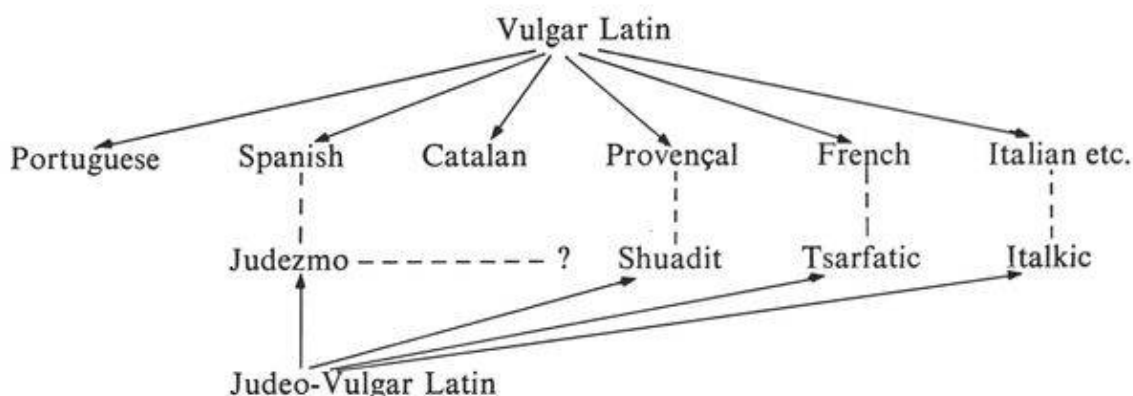 Vulgar Latin
Portuguese Spanish Catalan Provençal French Italian etc.
Judezmo ? Shuadit Tsarfatic Italkic
Judeo-Vulgar Latin